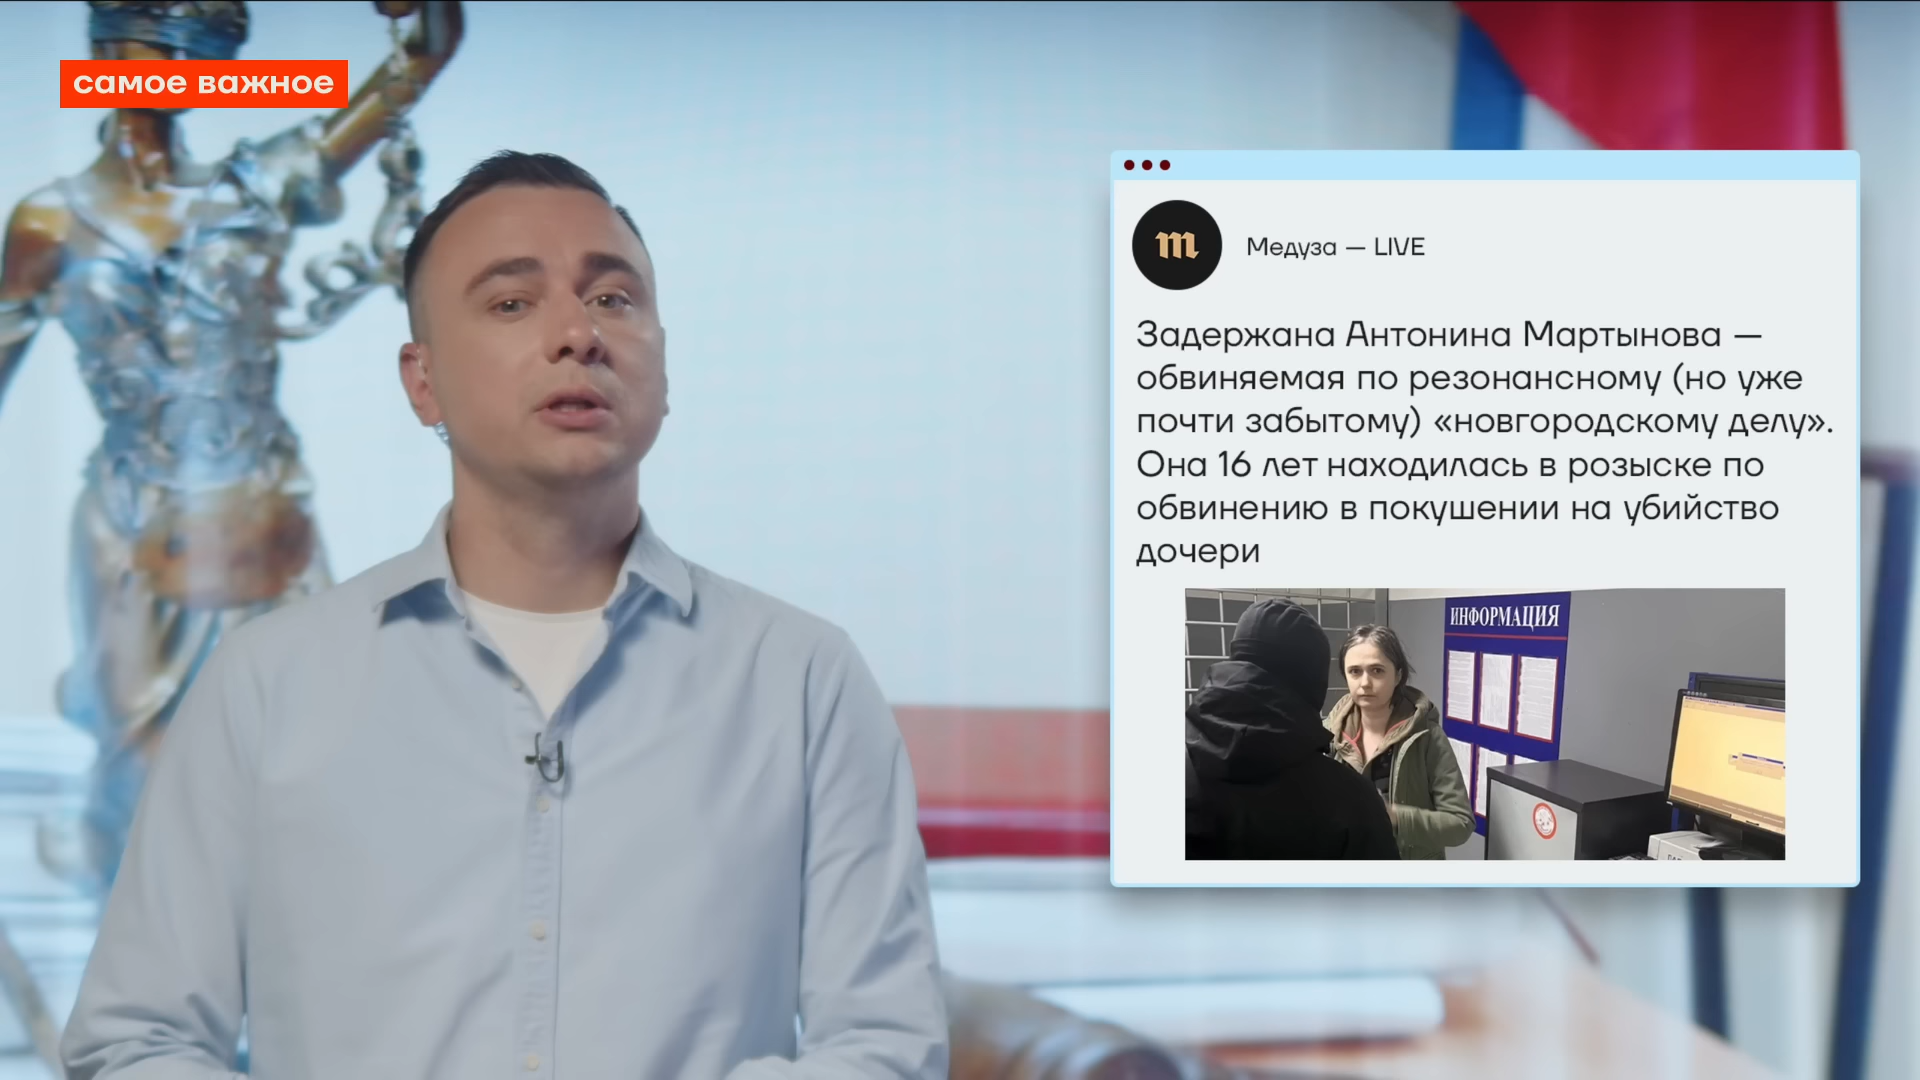 самое важное
m
Медуза — LIVE
Задержана Антонина Мартынова —
обвиняемая по резонансному (но уже
почти забытому) «новгородскому делу».
Она 16 лет находилась в розыске по
обвинению в покушении на убийство
дочери
ИНФОРМАЦИЯ